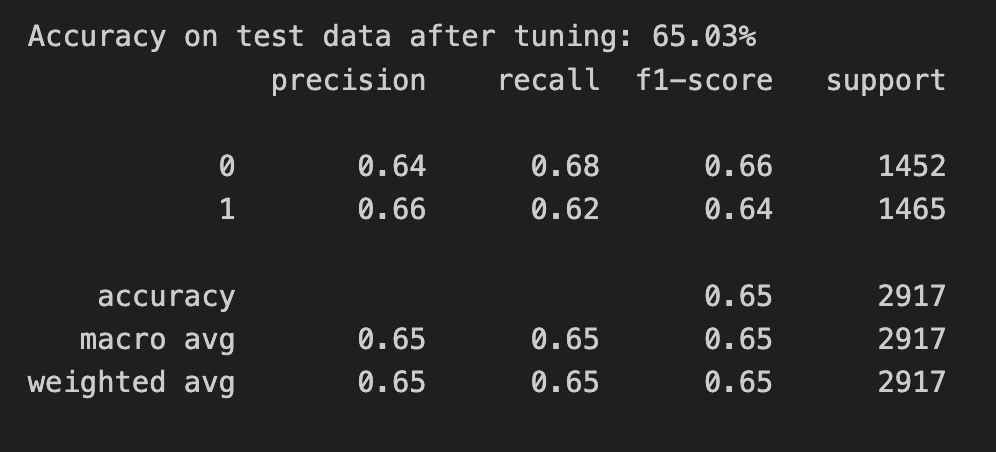 Accuracy on test data after tuning: 65.03%
precision recall f1-score support
0 0.64 0.68 0.66 1452
1 0.66 0.62 0.64 1465
accuracy 0.65 2917
macro avg 0.65 0.65 0.65 2917
weighted avg 0.65 0.65 0.65 2917